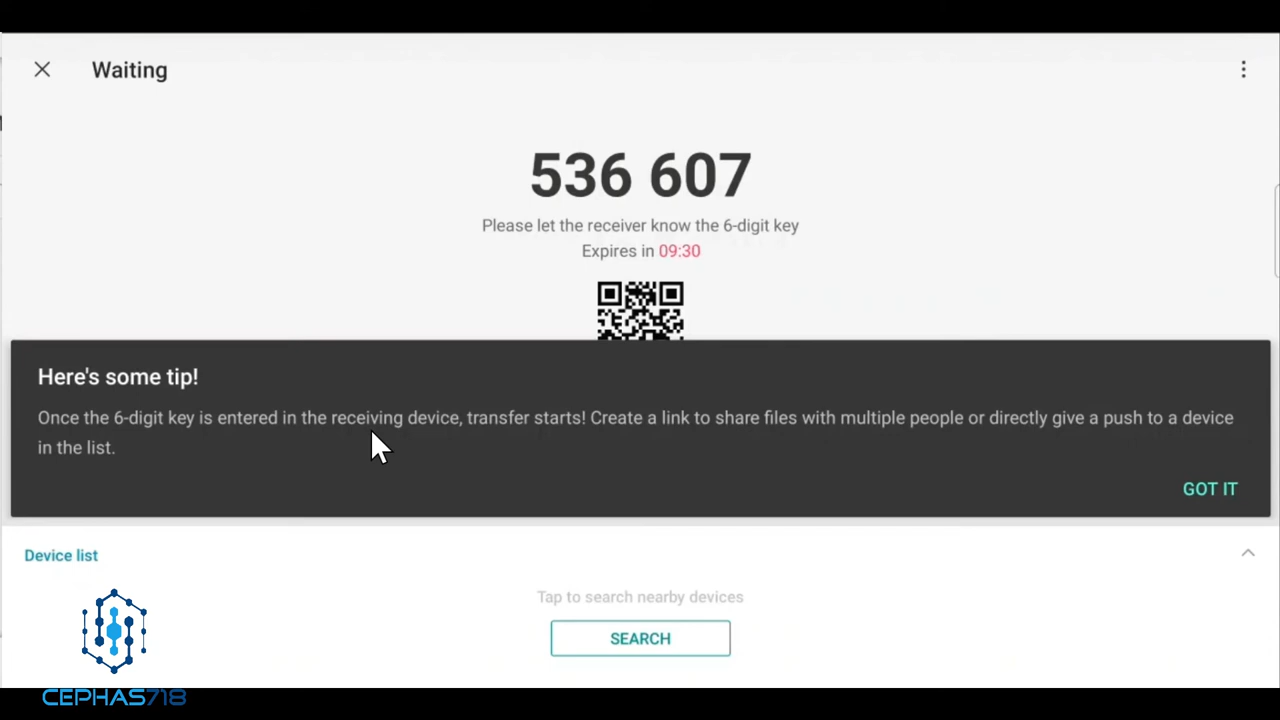 Waiting
536 607
Please let the receiver know the 6-digit key
Expires in 09:30
Here's some tip!
Once the 6-digit key is entered in the receiving device, transfer starts! Create a link to share files with multiple people or directly give a push to a device
in the list.
GOT IT
Device list
Tap to search nearby devices
SEARCH
CEPHAS718